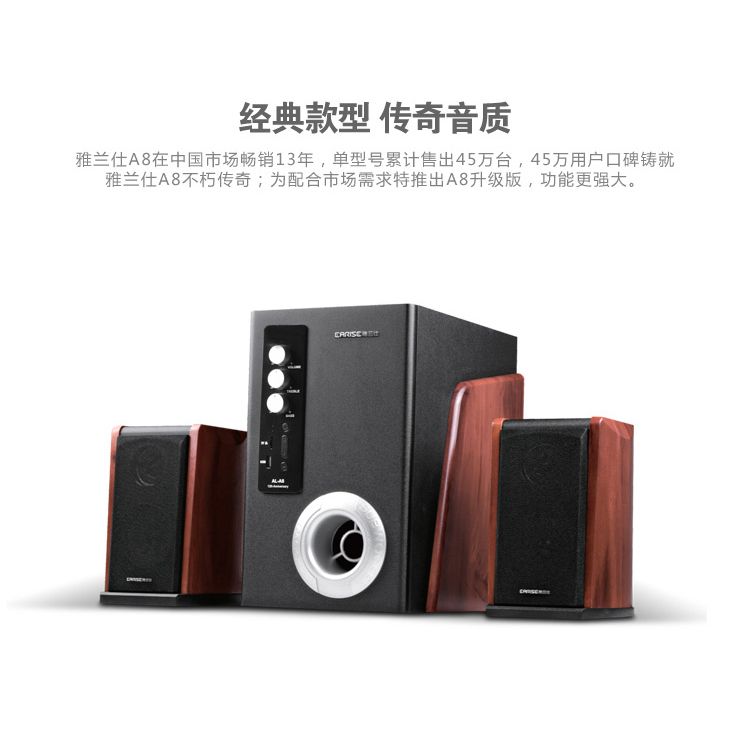 经典款型 传奇音质
雅兰仕A8在中国市场畅销13年，单型号累计售出45万台，45万用户口碑铸就
雅兰仕A8不朽传奇；为配合市场需求特推出A8升级版，功能更强大。
EARISE雅兰仕
VOLUME
TREBLE
BASS
AL-A8
12th Anniversary
EARISE雅兰仕
EARISE雅兰仕